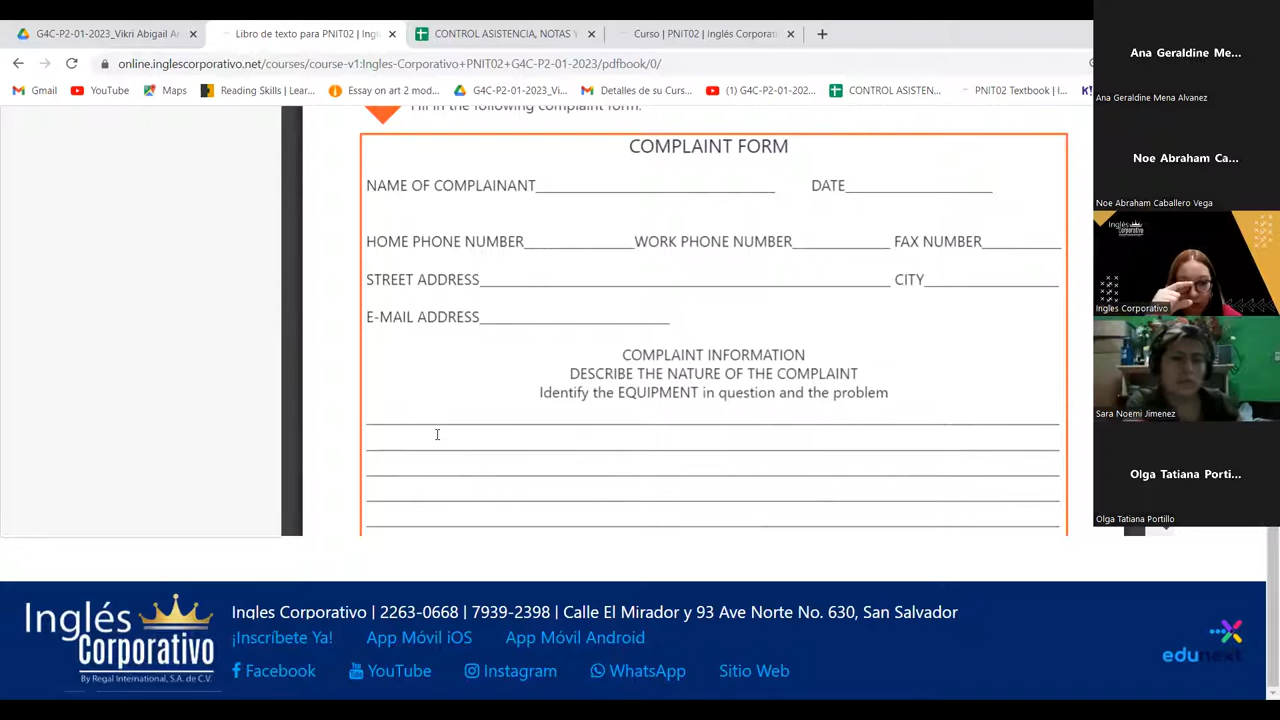 G4C-P2-01-2023_Vikri Abigail Ar
Libro de texto para PNIT02 | Ingl
CONTROL ASISTENCIA, NOTAS Y
Curso | PNIT02 | Inglés Corporati
online.inglescorporativo.net/courses/course-v1:Ingles-Corporativo+PNIT02+G4C-P2-01-2023/pdfbook/0/
Gmail
YouTube
Maps
Reading Skills | Lear...
Essay on art 2 mod...
G4C-P2-01-2023_Vi...
Detalles de su Curs...
(1) G4C-P2-01-202...
CONTROL ASISTEN...
PNIT02 Textbook | I...
Fill in the following complaint form.
COMPLAINT FORM
NAME OF COMPLAINANT DATE
HOME PHONE NUMBER WORK PHONE NUMBER FAX NUMBER
STREET ADDRESS CITY
E-MAIL ADDRESS
COMPLAINT INFORMATION
DESCRIBE THE NATURE OF THE COMPLAINT
Identify the EQUIPMENT in question and the problem
Ana Geraldine Me...
Ana Geraldine Mena Alvanez
Noe Abraham Ca...
Noe Abraham Caballero Vega
Inglés
Corporativo
Ingles Corporativo
Sara Noemi Jimenez
Olga Tatiana Porti...
Olga Tatiana Portillo
Inglés
Corporativo
By Regal International, S.A. de C.V.
Ingles Corporativo | 2263-0668 | 7939-2398 | Calle El Mirador y 93 Ave Norte No. 630, San Salvador
¡Inscríbete Ya!
App Móvil iOS
App Móvil Android
Facebook
YouTube
Instagram
WhatsApp
Sitio Web
edunext